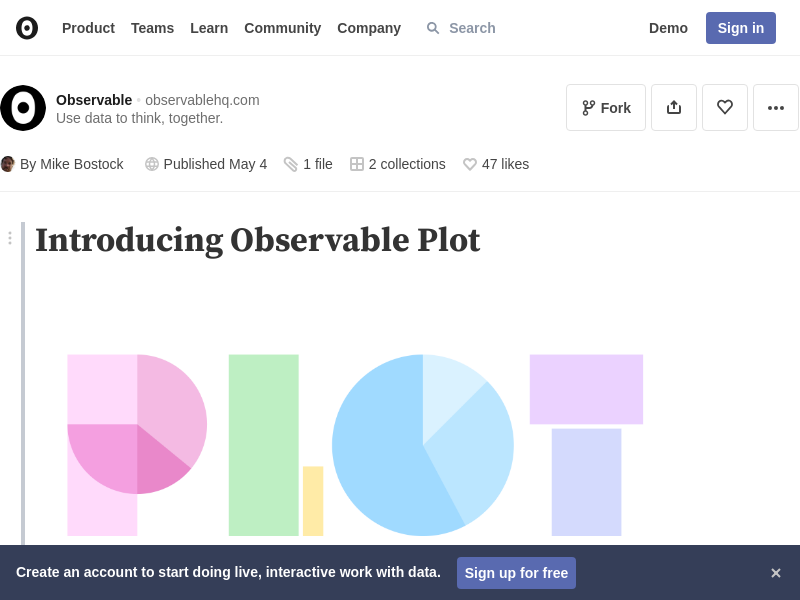 Product Teams Learn Community Company Search Demo Sign in
Observable · observablehq.com
Use data to think, together.
Fork
By Mike Bostock Published May 4 1 file 2 collections 47 likes
Introducing Observable Plot
PLOT
Create an account to start doing live, interactive work with data. Sign up for free ×